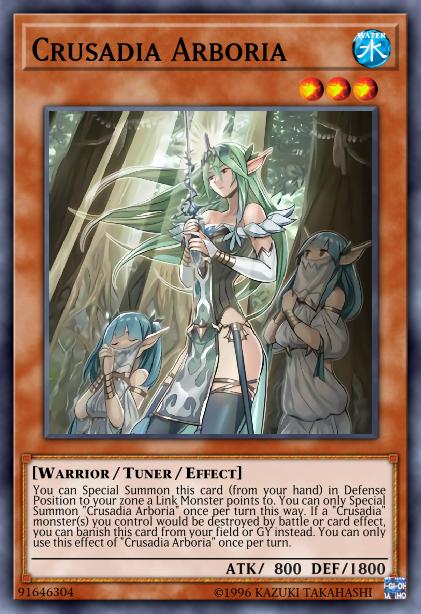 CRUSADIA ARBORIA
WATER
水
[WARRIOR / TUNER / EFFECT]
You can Special Summon this card (from your hand) in Defense
Position to your zone a Link Monster points to. You can only Special
Summon "Crusadia Arboria" once per turn this way. If a "Crusadia"
monster(s) you control would be destroyed by battle or card effect,
you can banish this card from your field or GY instead. You can only
use this effect of "Crusadia Arboria" once per turn.
ATK/ 800 DEF/1800
91646304
©1996 KAZUKI TAKAHASHI